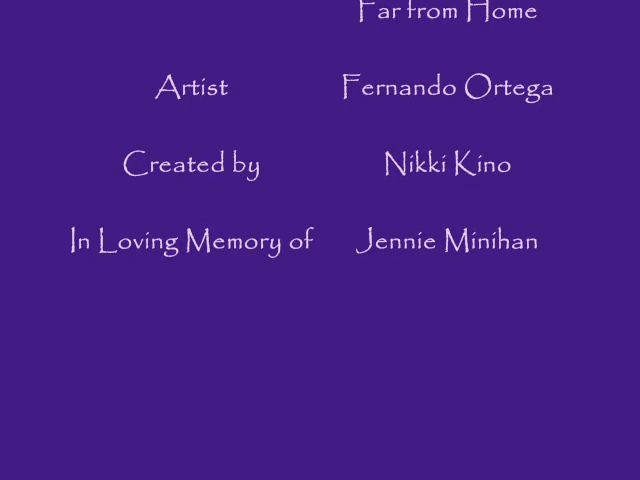 Far from Home
Artist Fernando Ortega
Created by Nikki Kino
In Loving Memory of Jennie Minihan